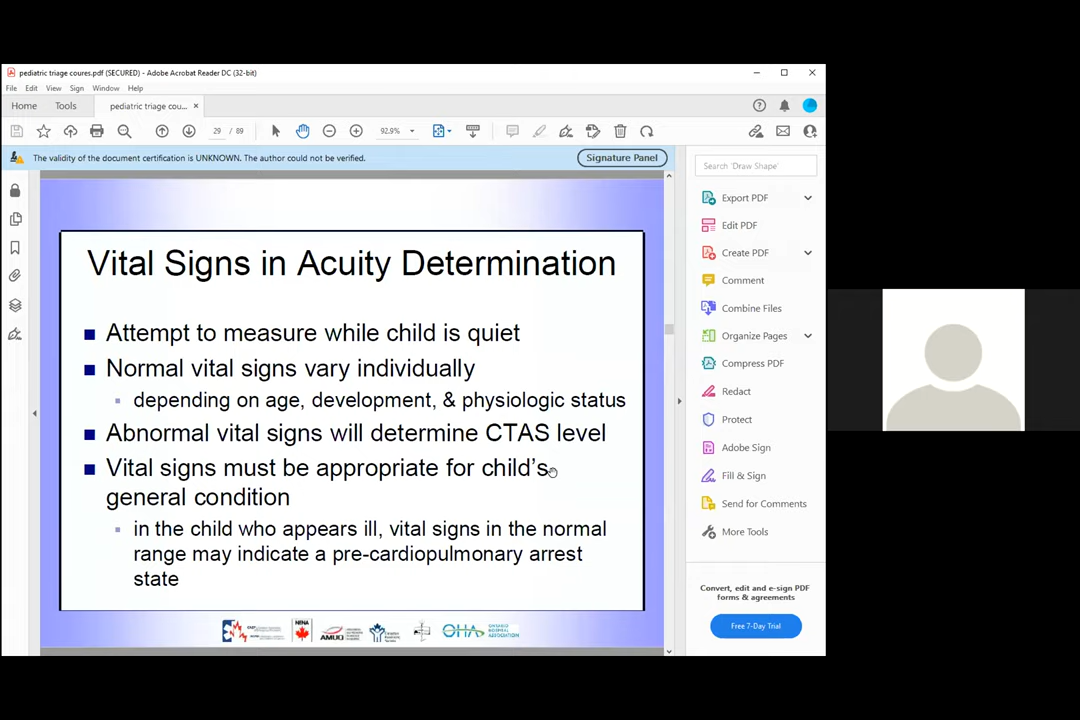 pediatric triage coures.pdf (SECURED) - Adobe Acrobat Reader DC (32-bit)
File Edit View Sign Window Help
Home Tools pediatric triage cou... ×
29 / 89 92.9%
The validity of the document certification is UNKNOWN. The author could not be verified. Signature Panel
Vital Signs in Acuity Determination
Attempt to measure while child is quiet
Normal vital signs vary individually
depending on age, development, & physiologic status
Abnormal vital signs will determine CTAS level
Vital signs must be appropriate for child's
general condition
in the child who appears ill, vital signs in the normal
range may indicate a pre-cardiopulmonary arrest
state
NENA
AMUQ
OHA ONTARIO
HOSPITAL
ASSOCIATION
Search 'Draw Shape'
Export PDF
Edit PDF
Create PDF
Comment
Combine Files
Organize Pages
Compress PDF
Redact
Protect
Adobe Sign
Fill & Sign
Send for Comments
More Tools
Convert, edit and e-sign PDF
forms & agreements
Free 7-Day Trial